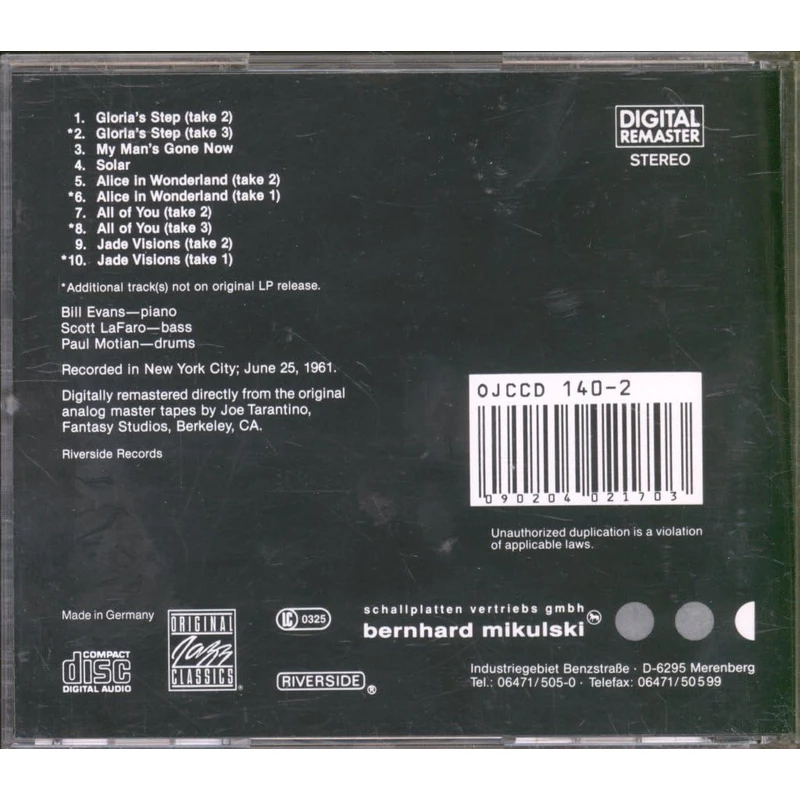 1. Gloria's Step (take 2)
*2. Gloria's Step (take 3)
3. My Man's Gone Now
4. Solar
5. Alice in Wonderland (take 2)
*6. Alice in Wonderland (take 1)
7. All of You (take 2)
*8. All of You (take 3)
9. Jade Visions (take 2)
*10. Jade Visions (take 1)
*Additional track(s) not on original LP release.
Bill Evans—piano
Scott LaFaro—bass
Paul Motian—drums
Recorded in New York City; June 25, 1961.
Digitally remastered directly from the original
analog master tapes by Joe Tarantino,
Fantasy Studios, Berkeley, CA.
Riverside Records
DIGITAL
REMASTER
STEREO
OJCCD 140-2
090204 021703
Unauthorized duplication is a violation
of applicable laws.
Made in Germany
COMPACT
disc
DIGITAL AUDIO
ORIGINAL
Jazz
CLASSICS
®
LC 0325
RIVERSIDE ®
schallplatten vertriebs gmbh
bernhard mikulski
Industriegebiet Benzstraße · D-6295 Merenberg
Tel.: 06471/505-0 · Telefax: 06471/50599